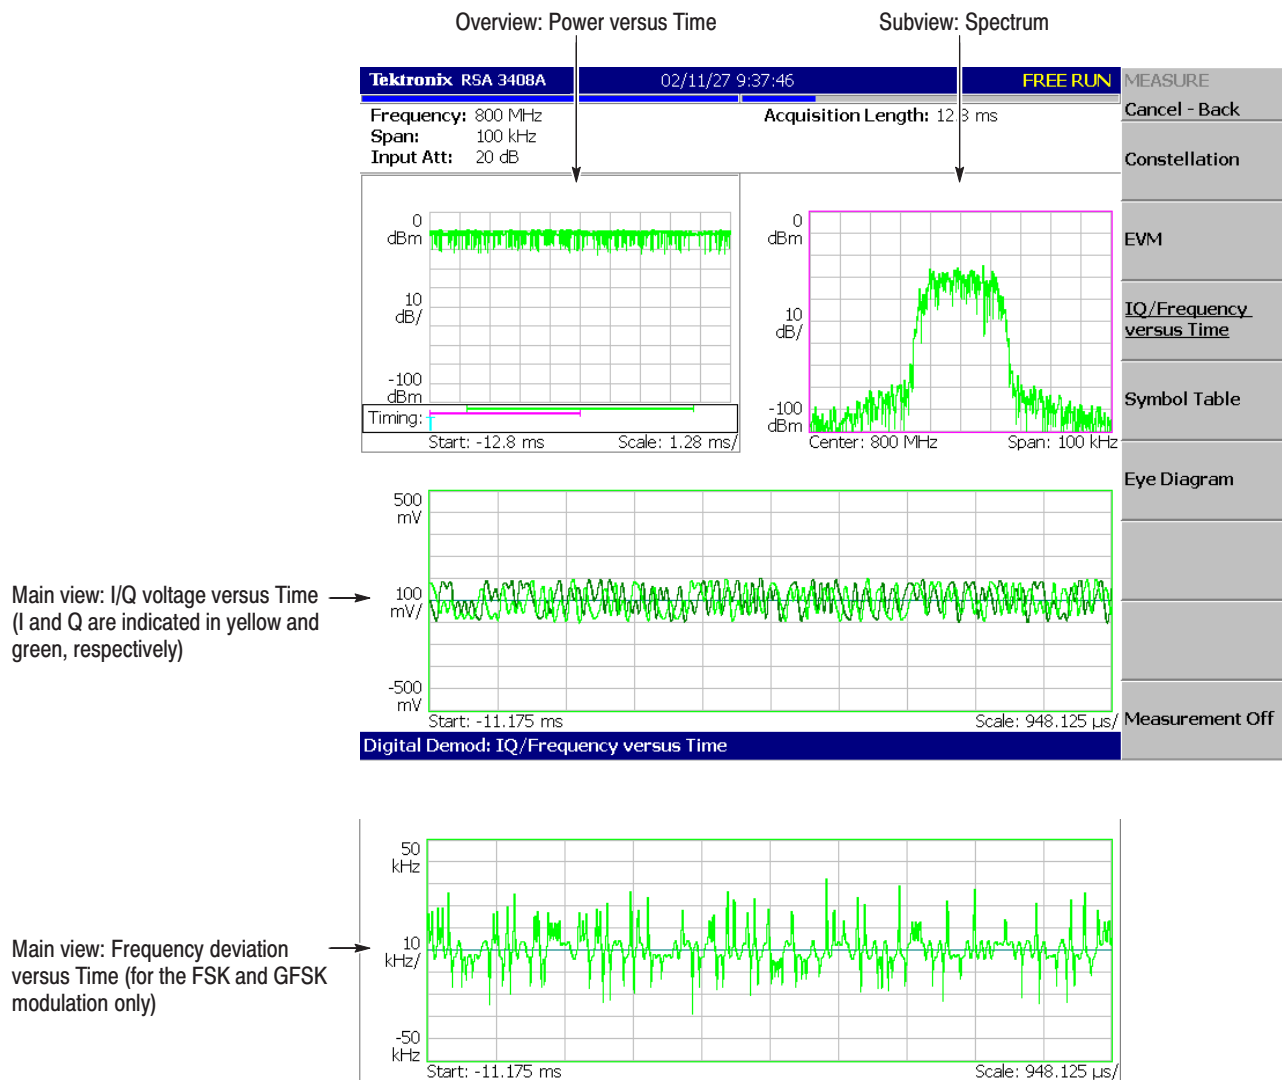 Overview: Power versus Time
Subview: Spectrum
Tektronix RSA 3408A
02/11/27 9:37:46
FREE RUN
MEASURE
Cancel - Back
Frequency: 800 MHz
Acquisition Length: 12.8 ms
Span: 100 kHz
Input Att: 20 dB
Constellation
EVM
IQ/Frequency
versus Time
Symbol Table
Eye Diagram
Measurement Off
0
dBm
10
dB/
-100
dBm
Timing:
T
Start: -12.8 ms
Scale: 1.28 ms/
0
dBm
10
dB/
-100
dBm
Center: 800 MHz
Span: 100 kHz
Main view: I/Q voltage versus Time
(I and Q are indicated in yellow and
green, respectively)
500
mV
100
mV/
-500
mV
Start: -11.175 ms
Scale: 948.125 µs/
Digital Demod: IQ/Frequency versus Time
Main view: Frequency deviation
versus Time (for the FSK and GFSK
modulation only)
50
kHz
10
kHz/
-50
kHz
Start: -11.175 ms
Scale: 948.125 µs/